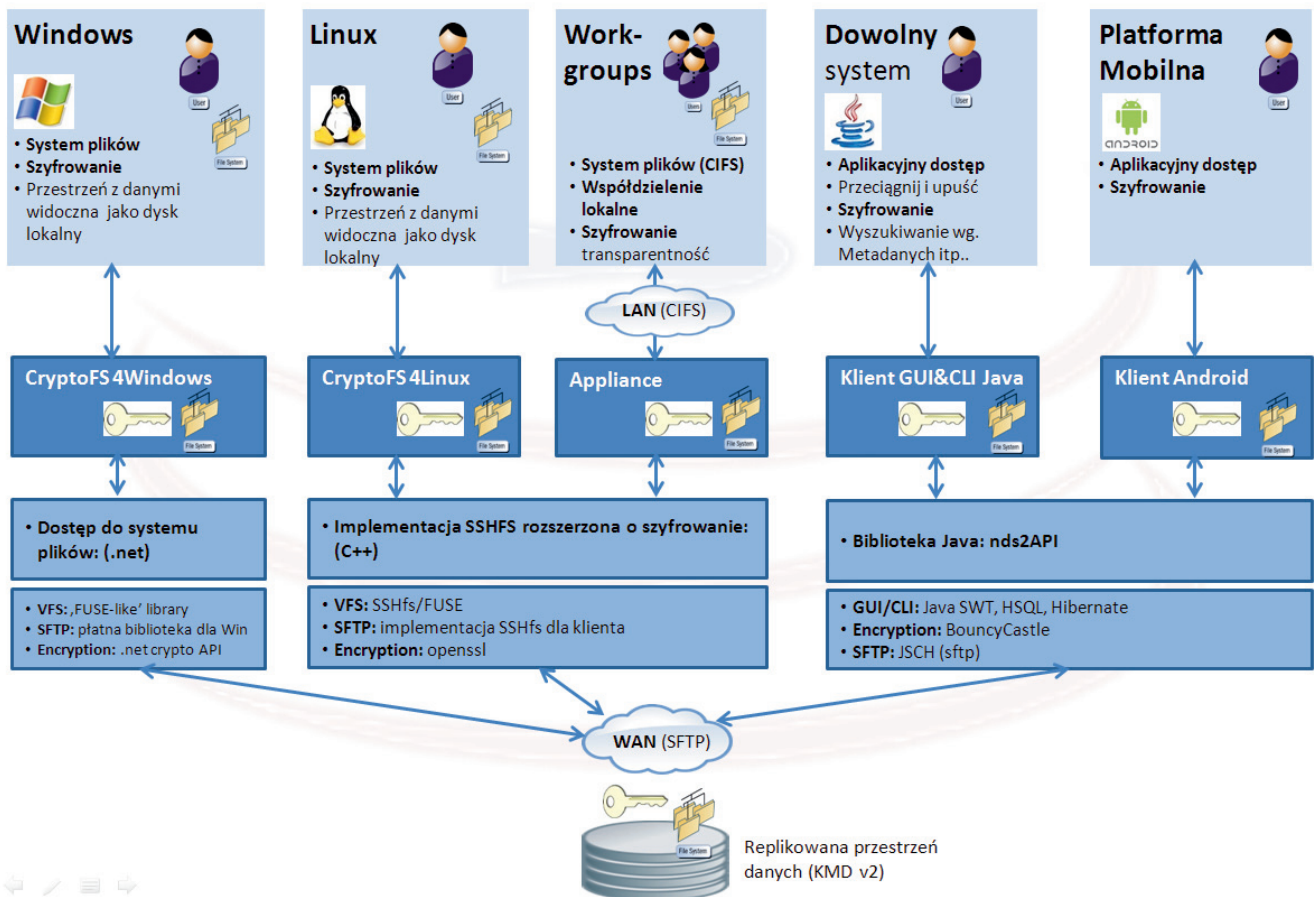 Windows
User
File System
• System plików
• Szyfrowanie
• Przestrzeń z danymi
widoczna jako dysk
lokalny
Linux
User
File System
• System plików
• Szyfrowanie
• Przestrzeń z danymi
widoczna jako dysk
lokalny
Work-
groups
Users
File System
• System plików (CIFS)
• Współdzielenie
lokalne
• Szyfrowanie
transparentność
Dowolny
system
User
Java
• Aplikacyjny dostęp
• Przeciągnij i upuść
• Szyfrowanie
• Wyszukiwanie wg.
Metadanych itp..
Platforma
Mobilna
User
ANDROID
• Aplikacyjny dostęp
• Szyfrowanie
LAN (CIFS)
CryptoFS 4Windows
File System
CryptoFS 4Linux
File System
Appliance
File System
Klient GUI&CLI Java
File System
Klient Android
File System
• Dostęp do systemu
plików: (.net)
• Implementacja SSHFS rozszerzona o szyfrowanie:
(C++)
• Biblioteka Java: nds2API
• VFS: ‚FUSE-like’ library
• SFTP: płatna biblioteka dla Win
• Encryption: .net crypto API
• VFS: SSHfs/FUSE
• SFTP: implementacja SSHfs dla klienta
• Encryption: openssl
• GUI/CLI: Java SWT, HSQL, Hibernate
• Encryption: BouncyCastle
• SFTP: JSCH (sftp)
WAN (SFTP)
File System
Replikowana przestrzeń
danych (KMD v2)